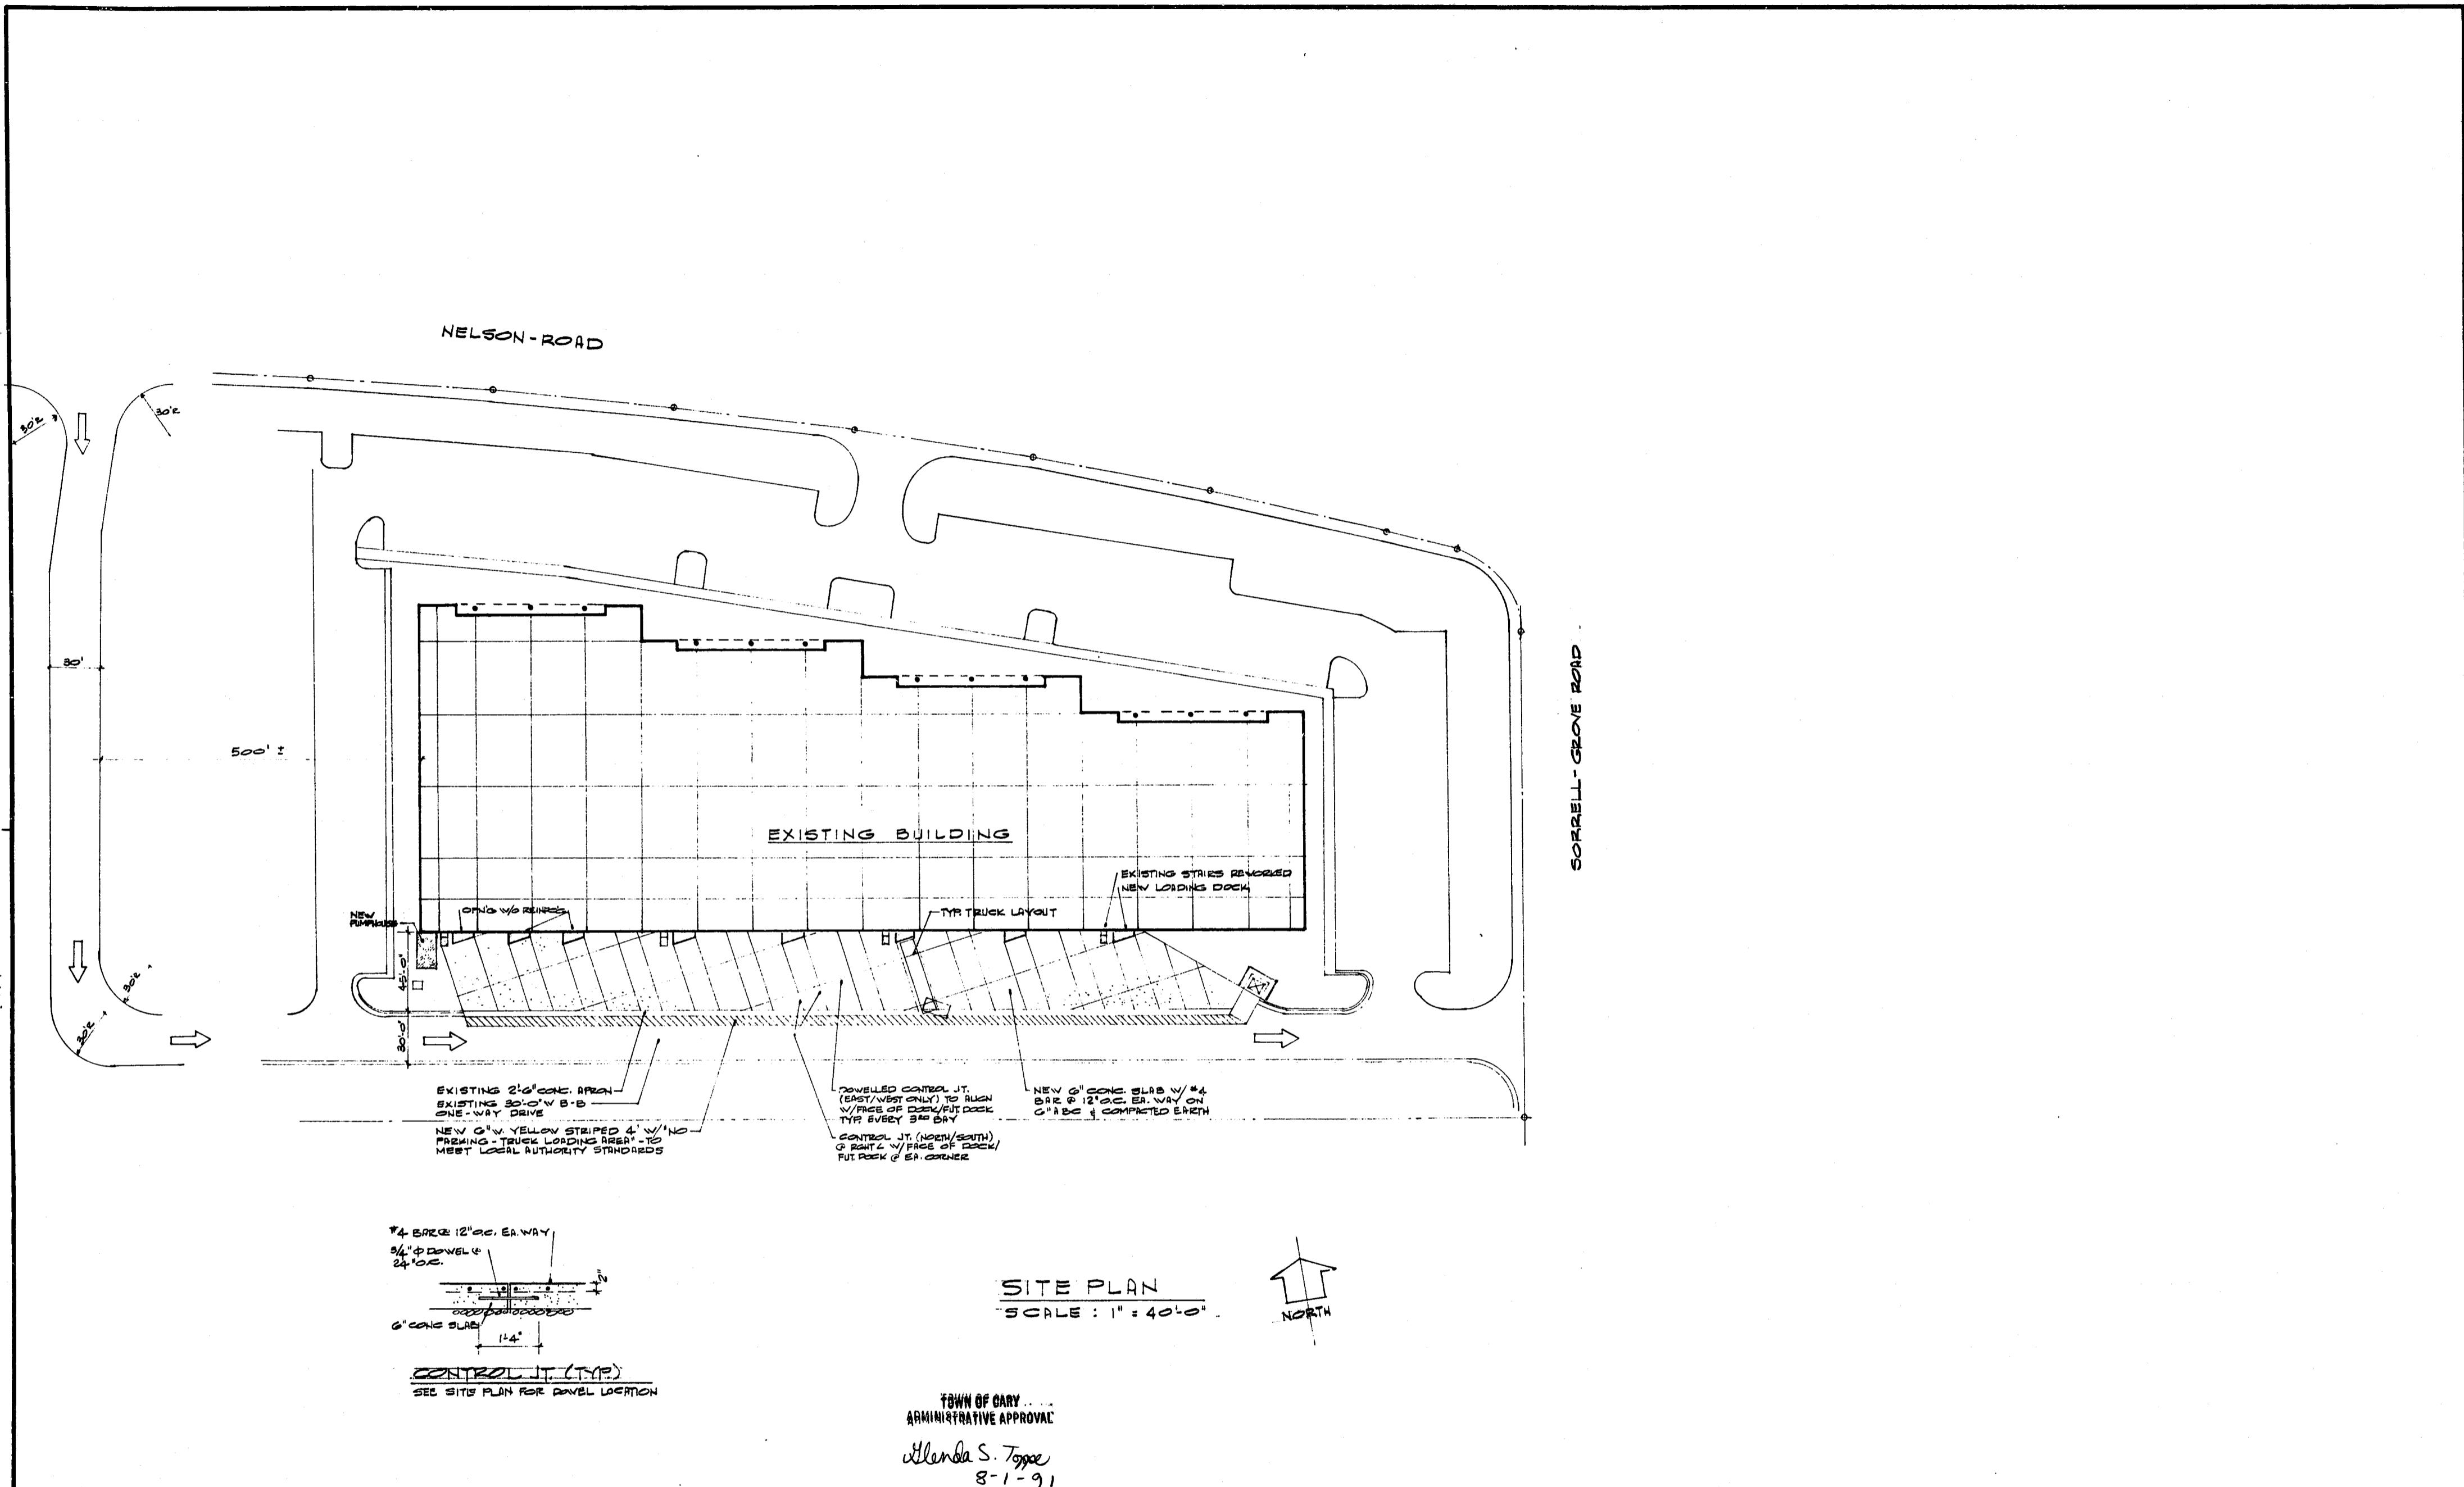 NELSON-ROAD
30'R
30'R
30'
500' ±
SORRELL-GROVE ROAD
EXISTING BUILDING
EXISTING STAIRS REWORKED
NEW LOADING DOCK
NEW
PUMPHOUSE
OPN'G W/O REINF'G
TYP. TRUCK LAYOUT
45'-0"
30'R
30'R
30'-0"
EXISTING 2'-6" CONC. APRON
EXISTING 30'-0" W B-B
ONE-WAY DRIVE
NEW 6" W. YELLOW STRIPED 4' W/ "NO
PARKING - TRUCK LOADING AREA" - TO
MEET LOCAL AUTHORITY STANDARDS
DOWELLED CONTROL JT.
(EAST/WEST ONLY) TO ALIGN
W/FACE OF DOCK/FUT. DOCK
TYP. EVERY 3RD BAY
CONTROL JT. (NORTH/SOUTH)
@ RIGHT ∠ W/FACE OF DOCK/
FUT. DOCK @ EA. CORNER
NEW 6" CONC. SLAB W/ #4
BAR @ 12" O.C. EA. WAY ON
6" ABC & COMPACTED EARTH
#4 BAR @ 12" O.C. EA. WAY
3/4" Φ DOWEL @
24" O.C.
2"
6" CONC SLAB
1'-4"
CONTROL JT. (TYP)
SEE SITE PLAN FOR DOWEL LOCATION
SITE PLAN
SCALE : 1" = 40'-0"
NORTH
TOWN OF CARY
ADMINISTRATIVE APPROVAL
Glenda S. Toppe
8-1-91